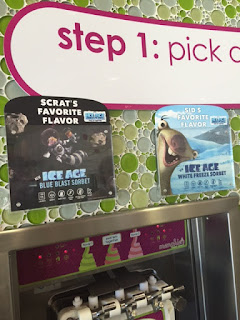 step 1: pick a
SCRAT'S
FAVORITE
FLAVOR
ICE AGE
BLUE BLAST SORBET
SID'S
FAVORITE
FLAVOR
ICE AGE
WHITE FREEZE SORBET